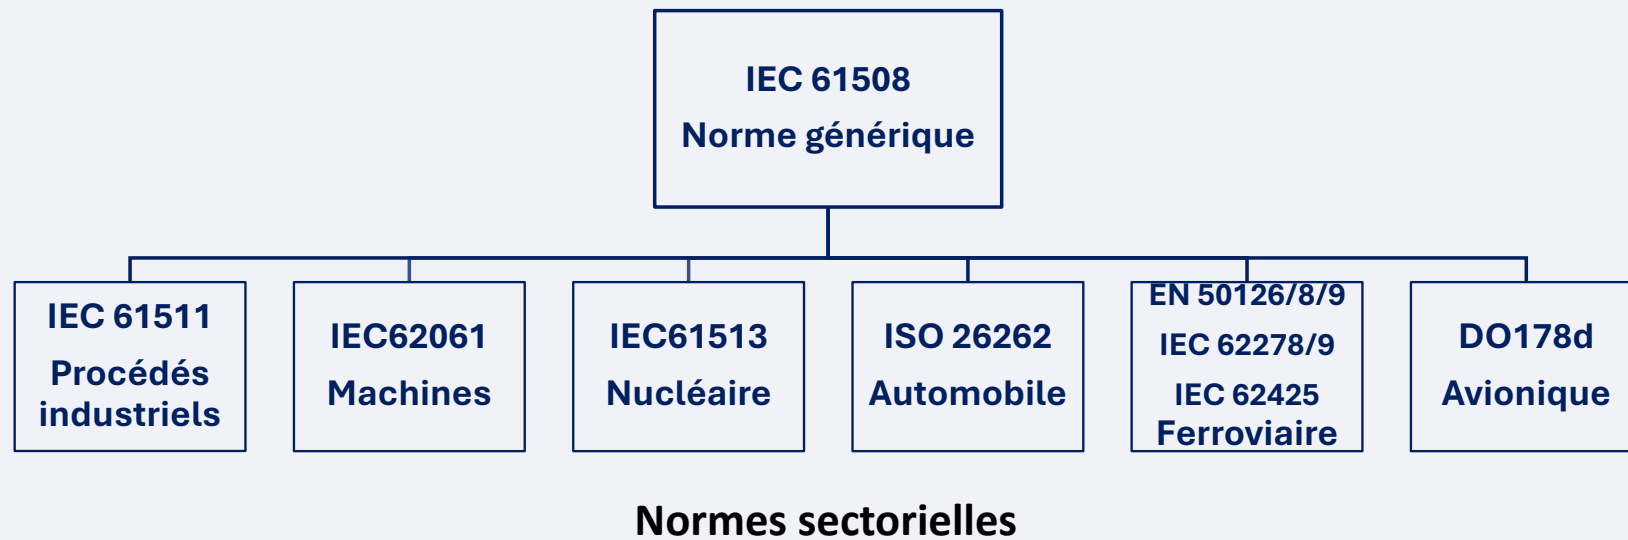 IEC 61508
Norme générique
IEC 61511
Procédés
industriels
IEC62061
Machines
IEC61513
Nucléaire
ISO 26262
Automobile
EN 50126/8/9
IEC 62278/9
IEC 62425
Ferroviaire
DO178d
Avionique
Normes sectorielles